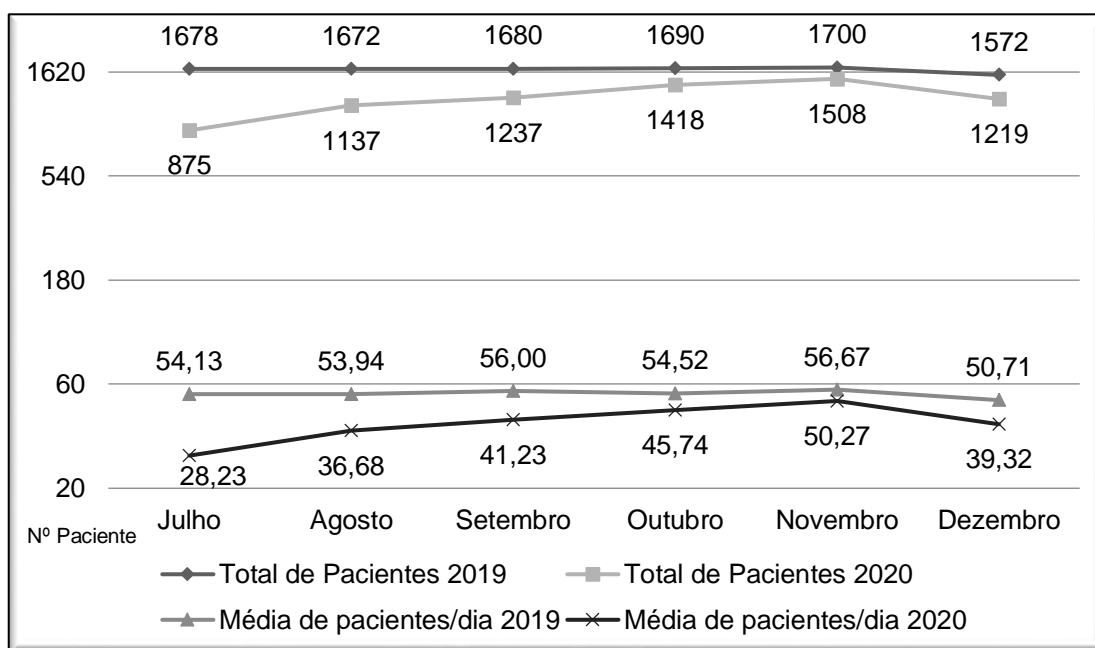 1678 1672 1680 1690 1700 1572
1620
875 1137 1237 1418 1508 1219
540
180
54,13 53,94 56,00 54,52 56,67 50,71
60
28,23 36,68 41,23 45,74 50,27 39,32
20
Nº Paciente Julho Agosto Setembro Outubro Novembro Dezembro
Total de Pacientes 2019 Total de Pacientes 2020
Média de pacientes/dia 2019 Média de pacientes/dia 2020